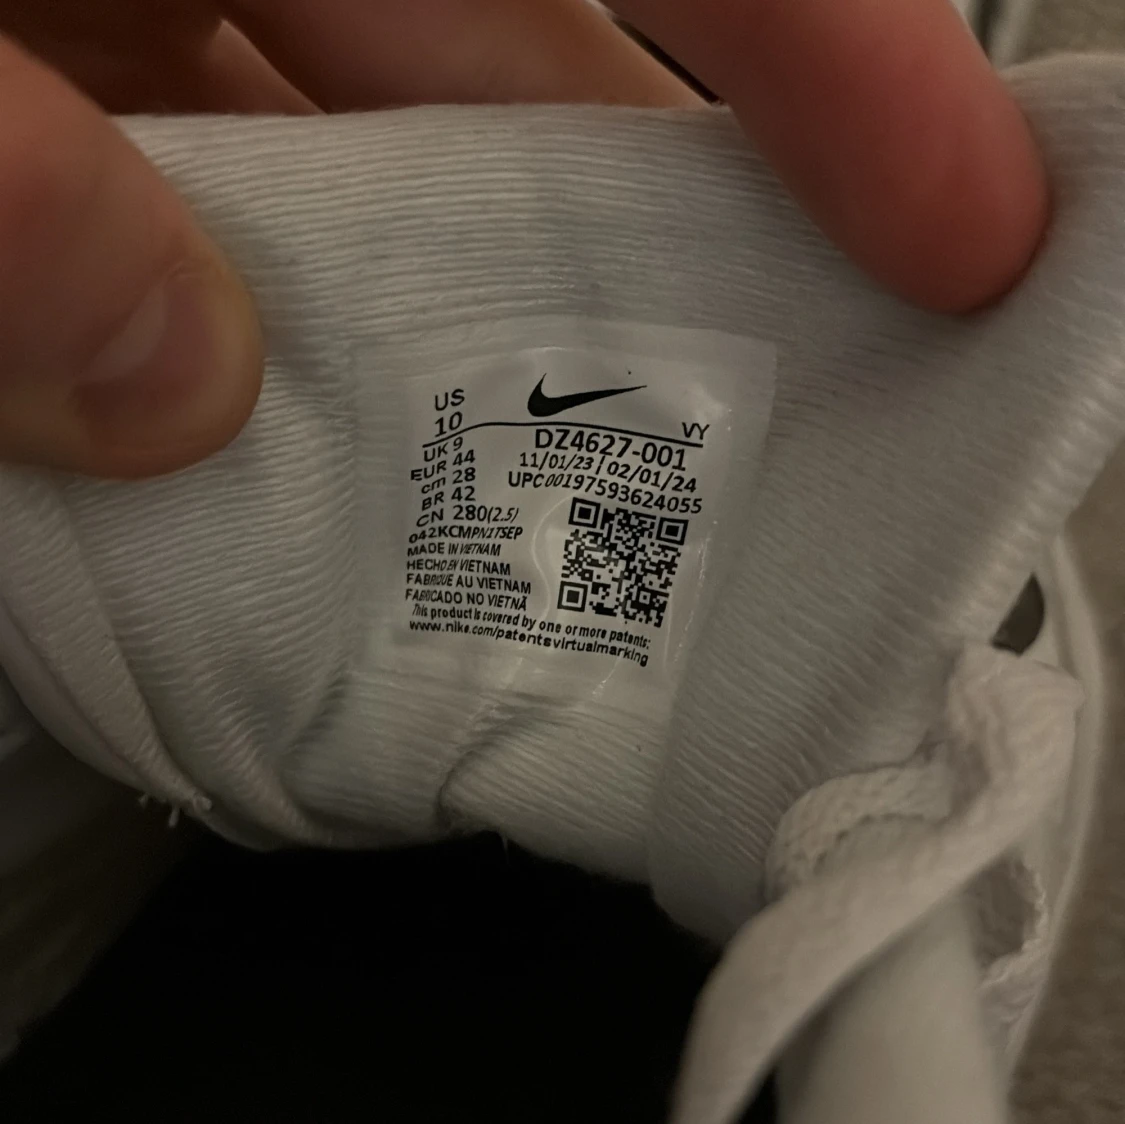 US
10
VY
UK 9
EUR 44
cm 28
BR 42
CN 280(2.5)
042KCMPN1TSEP
MADE IN VIETNAM
HECHO EN VIETNAM
FABRIQUE AU VIETNAM
FABRICADO NO VIETNÃ
DZ4627-001
11/01/23 | 02/01/24
UPC00197593624055
This product is covered by one or more patents:
www.nike.com/patentsvirtualmarking